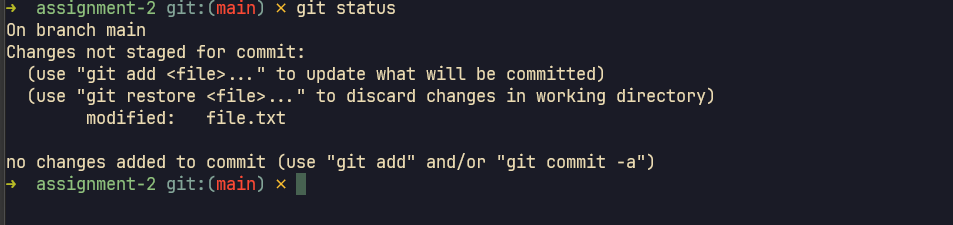 ➜  assignment-2 git:(main) ✕ git status
On branch main
Changes not staged for commit:
  (use "git add <file>..." to update what will be committed)
  (use "git restore <file>..." to discard changes in working directory)
        modified:   file.txt

no changes added to commit (use "git add" and/or "git commit -a")
➜  assignment-2 git:(main) ✕